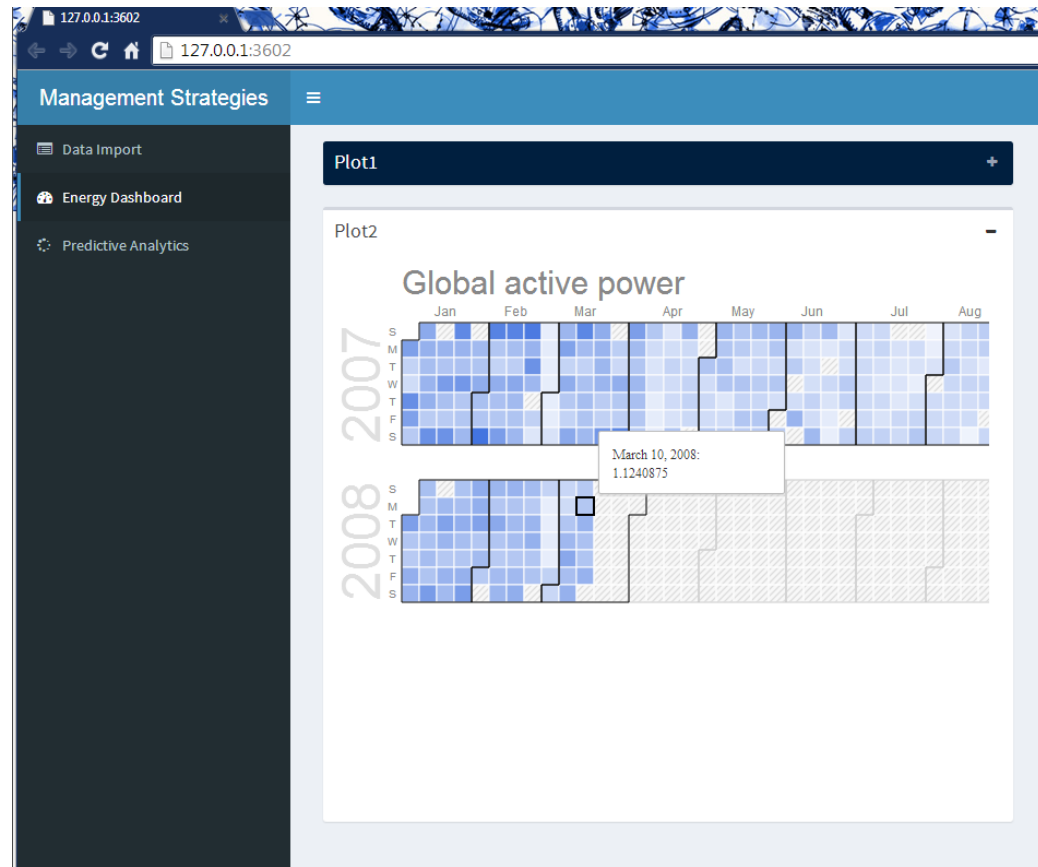 127.0.0.1:3602
127.0.0.1:3602
Management Strategies
Data Import
Energy Dashboard
Predictive Analytics
Plot1
Plot2
Global active power
Jan Feb Mar Apr May Jun Jul Aug
2007
S
M
T
W
T
F
S
March 10, 2008:
1.1240875
2008
S
M
T
W
T
F
S